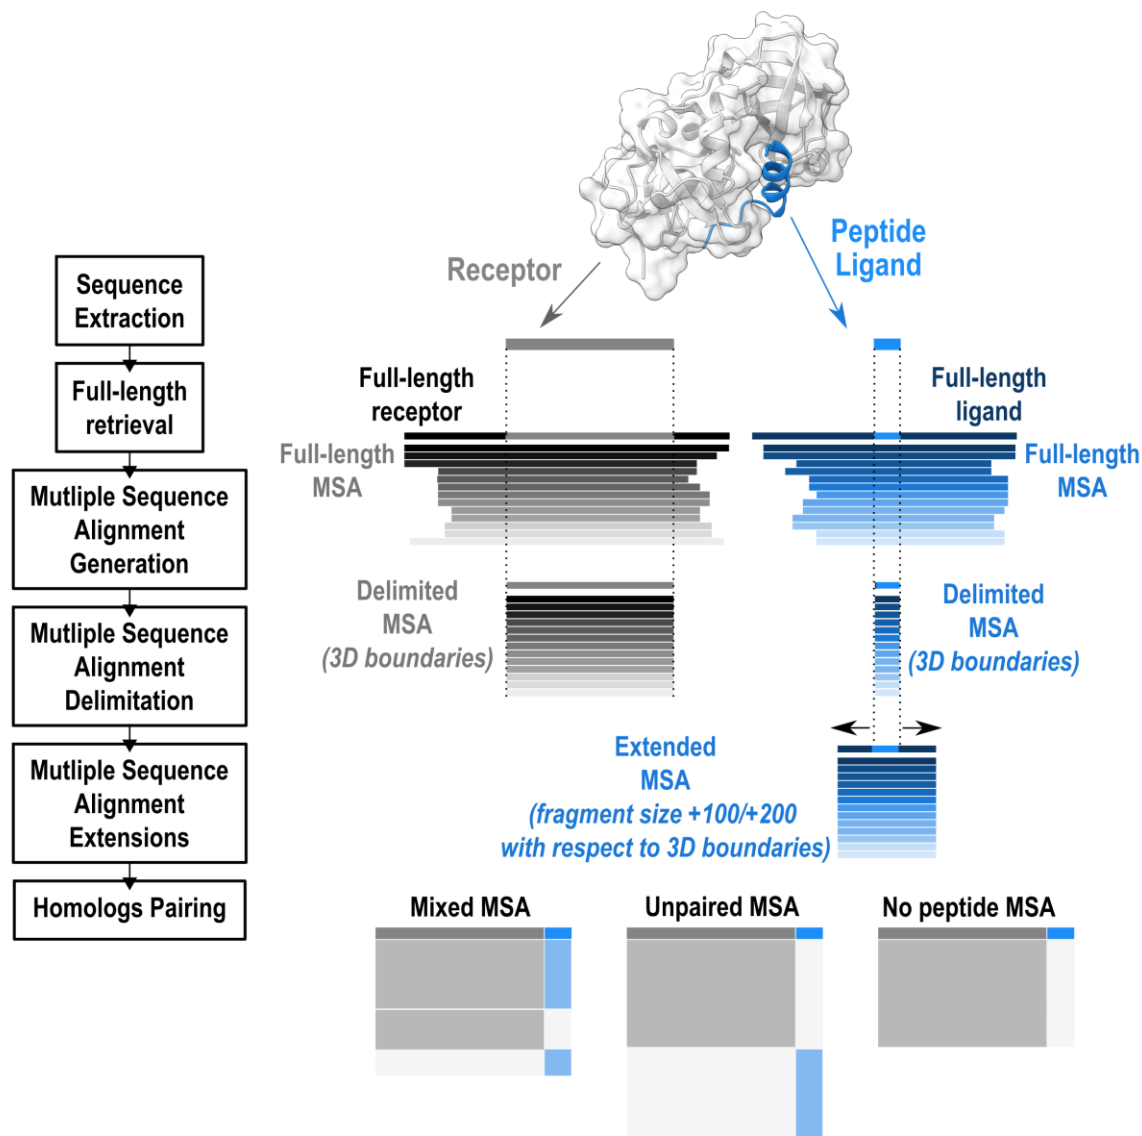 Sequence
Extraction
Full-length
retrieval
Mutliple Sequence
Alignment
Generation
Mutliple Sequence
Alignment
Delimitation
Mutliple Sequence
Alignment
Extensions
Homologs Pairing
Receptor
Peptide
Ligand
Full-length
receptor
Full-length
ligand
Full-length
MSA
Full-length
MSA
Delimited
MSA
(3D boundaries)
Delimited
MSA
(3D boundaries)
Extended
MSA
(fragment size +100/+200
with respect to 3D boundaries)
Mixed MSA
Unpaired MSA
No peptide MSA